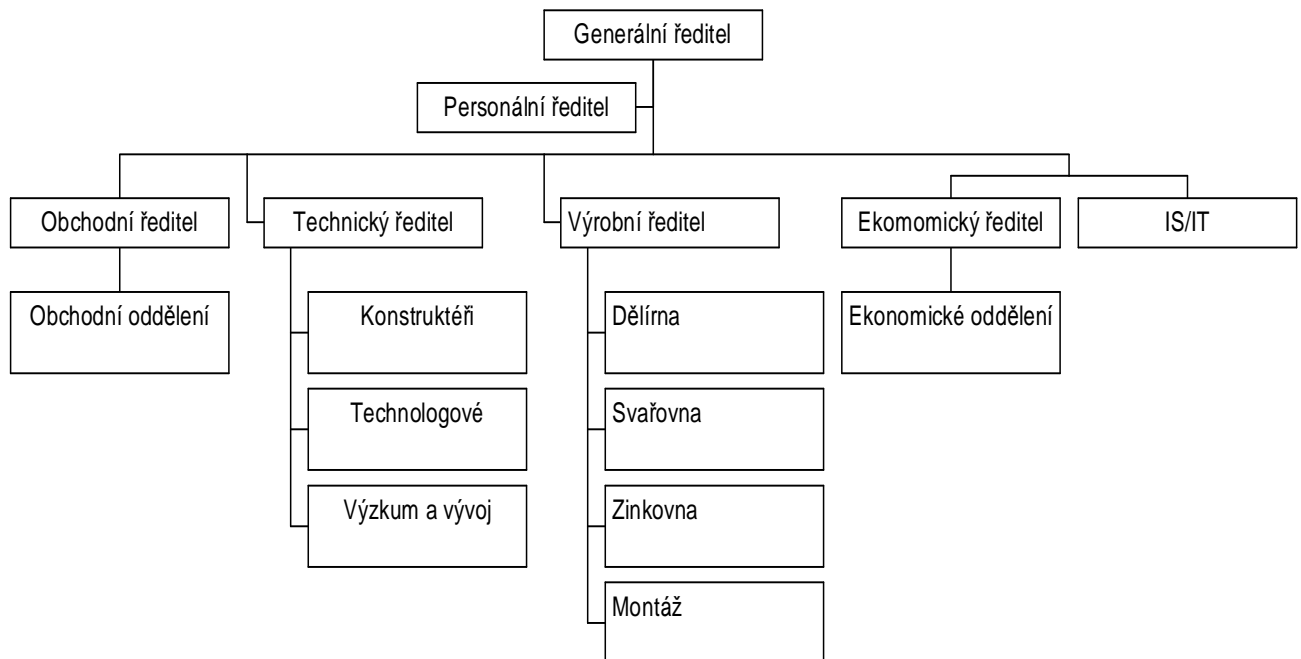 Generální ředitel
Personální ředitel
Obchodní ředitel
Technický ředitel
Výrobní ředitel
Ekomomický ředitel
IS/IT
Obchodní oddělení
Konstruktéři
Dělírna
Ekonomické oddělení
Technologové
Svařovna
Výzkum a vývoj
Zinkovna
Montáž